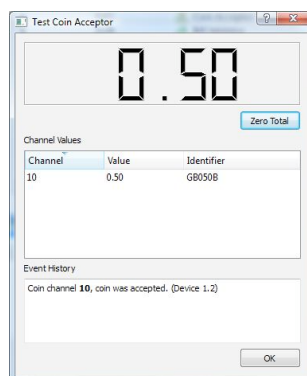 Test Coin Acceptor
0.50
Zero Total
Channel Values
Channel Value Identifier
10 0.50 GB050B
Event History
Coin channel 10, coin was accepted. (Device 1.2)
OK